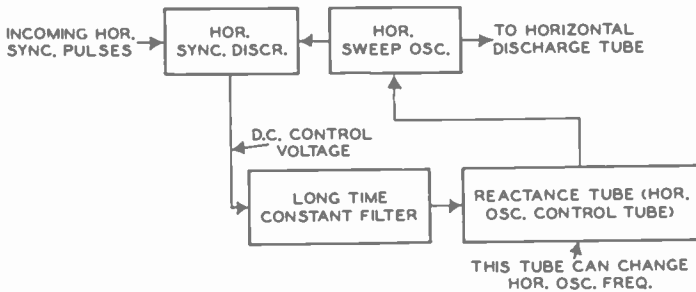 INCOMING HOR.
SYNC. PULSES
HOR.
SYNC. DISCR.
HOR.
SWEEP OSC.
TO HORIZONTAL
DISCHARGE TUBE
D.C. CONTROL
VOLTAGE
LONG TIME
CONSTANT FILTER
REACTANCE TUBE (HOR.
OSC. CONTROL TUBE)
THIS TUBE CAN CHANGE
HOR. OSC. FREQ.